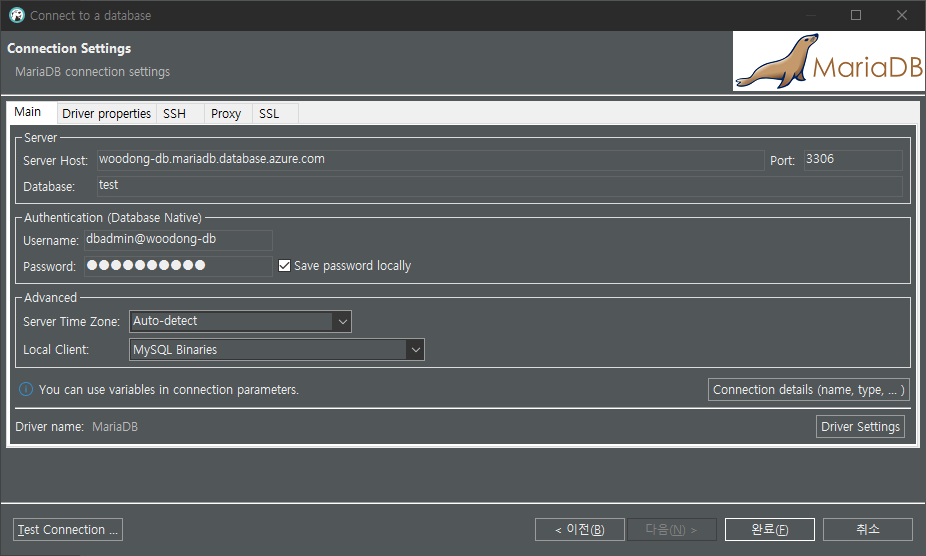 Connect to a database
Connection Settings
MariaDB connection settings
MariaDB
Main Driver properties SSH Proxy SSL
Server
Server Host: woodong-db.mariadb.database.azure.com Port: 3306
Database: test
Authentication (Database Native)
Username: dbadmin@woodong-db
Password: ●●●●●●●●●● Save password locally
Advanced
Server Time Zone: Auto-detect
Local Client: MySQL Binaries
You can use variables in connection parameters. Connection details (name, type, ... )
Driver name: MariaDB Driver Settings
Test Connection ... < 이전(B) 다음(N) > 완료(F) 취소